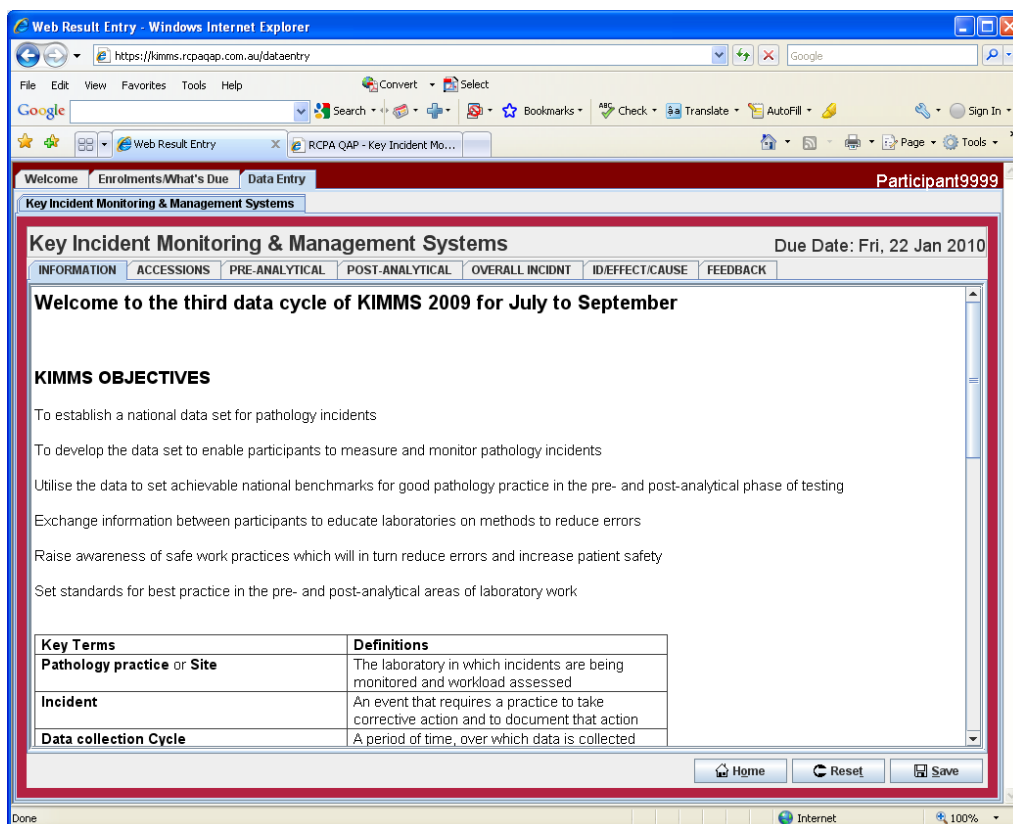 Web Result Entry - Windows Internet Explorer
https://kimms.rcpaqap.com.au/dataentry
Google
File Edit View Favorites Tools Help Convert Select
Google Search Bookmarks Check Translate AutoFill Sign In
Web Result Entry RCPA QAP - Key Incident Mo... Page Tools
Welcome Enrolments/What's Due Data Entry Participant9999
Key Incident Monitoring & Management Systems
Key Incident Monitoring & Management Systems Due Date: Fri, 22 Jan 2010
INFORMATION ACCESSIONS PRE-ANALYTICAL POST-ANALYTICAL OVERALL INCIDNT ID/EFFECT/CAUSE FEEDBACK
Welcome to the third data cycle of KIMMS 2009 for July to September
KIMMS OBJECTIVES
To establish a national data set for pathology incidents
To develop the data set to enable participants to measure and monitor pathology incidents
Utilise the data to set achievable national benchmarks for good pathology practice in the pre- and post-analytical phase of testing
Exchange information between participants to educate laboratories on methods to reduce errors
Raise awareness of safe work practices which will in turn reduce errors and increase patient safety
Set standards for best practice in the pre- and post-analytical areas of laboratory work
Key Terms Definitions
Pathology practice or Site The laboratory in which incidents are being
monitored and workload assessed
Incident An event that requires a practice to take
corrective action and to document that action
Data collection Cycle A period of time, over which data is collected
Home Reset Save
Done Internet 100%